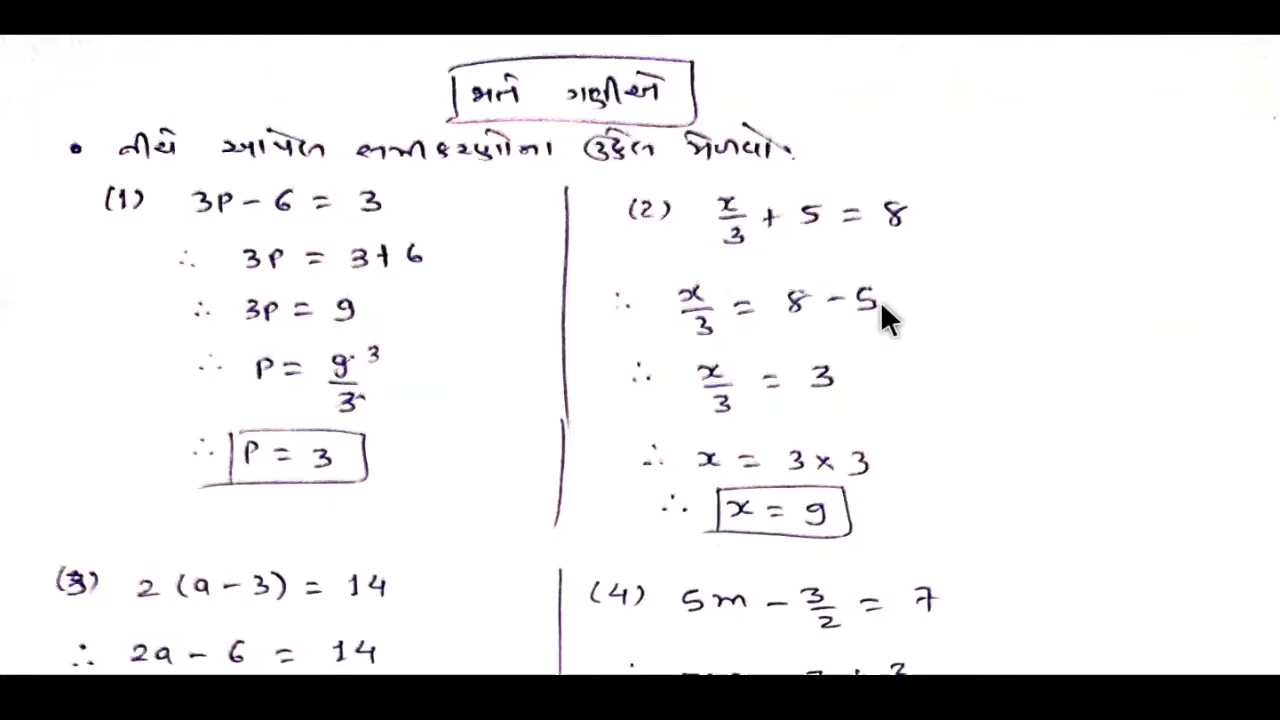 ચાલો ગણીએ
• નીચે આપેલ સમીકરણોના ઉકેલ મેળવો.
(1) 3p - 6 = 3
∴ 3p = 3+6
∴ 3p = 9
∴ p = 9/3 3
∴ p = 3
(2) x/3 + 5 = 8
∴ x/3 = 8 - 5
∴ x/3 = 3
∴ x = 3 × 3
∴ x = 9
(3) 2 (a - 3) = 14
∴ 2a - 6 = 14
(4) 5m - 3/2 = 7